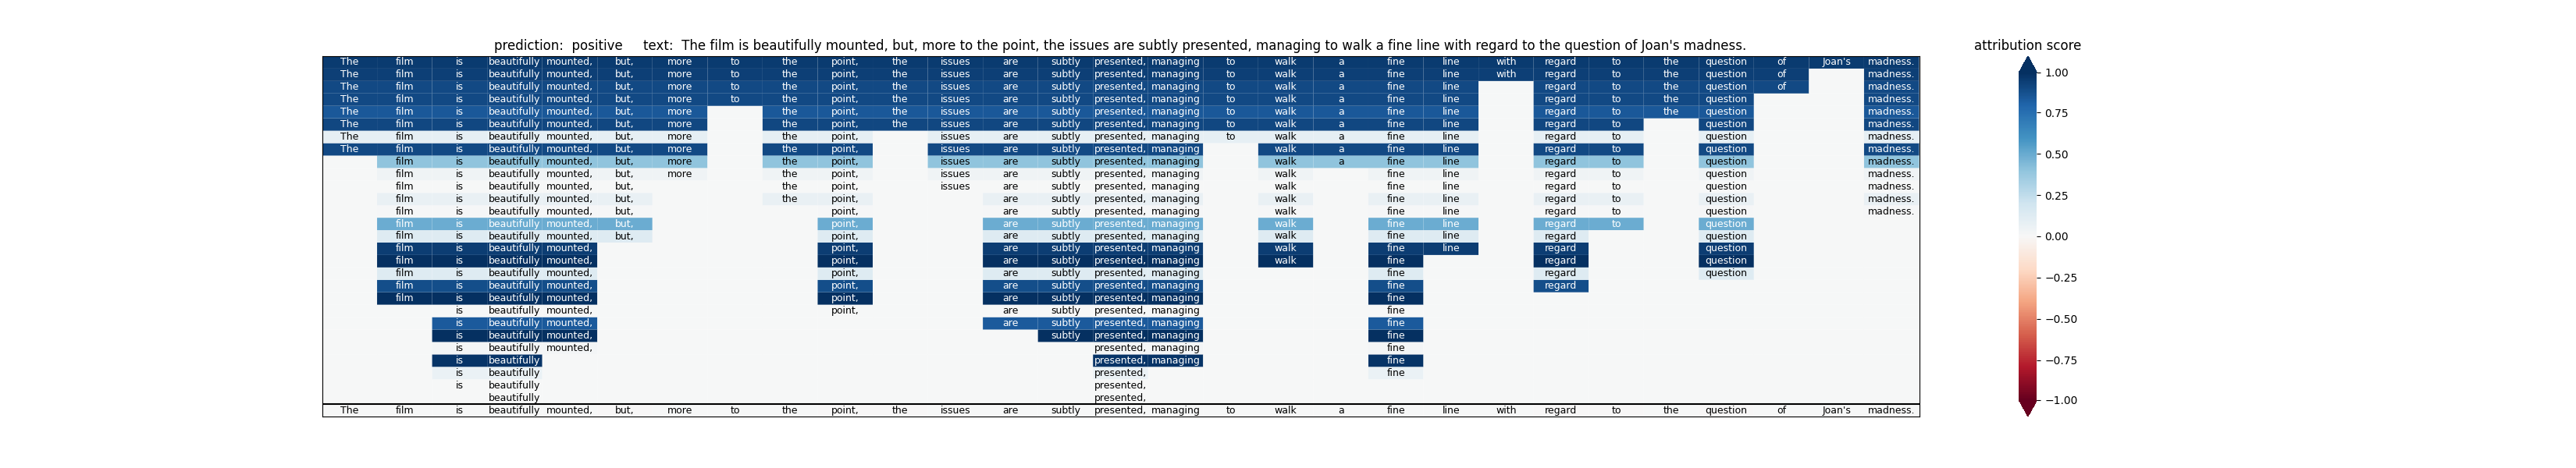 prediction: positive text: The film is beautifully mounted, but, more to the point, the issues are subtly presented, managing to walk a fine line with regard to the question of Joan's madness.
attribution score
The film is beautifully mounted, but, more to the point, the issues are subtly presented, managing to walk a fine line with regard to the question of Joan's madness.
The film is beautifully mounted, but, more to the point, the issues are subtly presented, managing to walk a fine line with regard to the question of madness.
The film is beautifully mounted, but, more to the point, the issues are subtly presented, managing to walk a fine line regard to the question of madness.
The film is beautifully mounted, but, more to the point, the issues are subtly presented, managing to walk a fine line regard to the question madness.
The film is beautifully mounted, but, more the point, the issues are subtly presented, managing to walk a fine line regard to the question madness.
The film is beautifully mounted, but, more the point, the issues are subtly presented, managing to walk a fine line regard to question madness.
The film is beautifully mounted, but, more the point, issues are subtly presented, managing to walk a fine line regard to question madness.
The film is beautifully mounted, but, more the point, issues are subtly presented, managing walk a fine line regard to question madness.
film is beautifully mounted, but, more the point, issues are subtly presented, managing walk a fine line regard to question madness.
film is beautifully mounted, but, more the point, issues are subtly presented, managing walk fine line regard to question madness.
film is beautifully mounted, but, the point, issues are subtly presented, managing walk fine line regard to question madness.
film is beautifully mounted, but, the point, are subtly presented, managing walk fine line regard to question madness.
film is beautifully mounted, but, point, are subtly presented, managing walk fine line regard to question madness.
film is beautifully mounted, but, point, are subtly presented, managing walk fine line regard to question
film is beautifully mounted, but, point, are subtly presented, managing walk fine line regard question
film is beautifully mounted, point, are subtly presented, managing walk fine line regard question
film is beautifully mounted, point, are subtly presented, managing walk fine regard question
film is beautifully mounted, point, are subtly presented, managing fine regard question
film is beautifully mounted, point, are subtly presented, managing fine regard
film is beautifully mounted, point, are subtly presented, managing fine
is beautifully mounted, point, are subtly presented, managing fine
is beautifully mounted, are subtly presented, managing fine
is beautifully mounted, subtly presented, managing fine
is beautifully mounted, presented, managing fine
is beautifully presented, managing fine
is beautifully presented, fine
is beautifully presented,
beautifully presented,
The film is beautifully mounted, but, more to the point, the issues are subtly presented, managing to walk a fine line with regard to the question of Joan's madness.
1.00
0.75
0.50
0.25
0.00
−0.25
−0.50
−0.75
−1.00